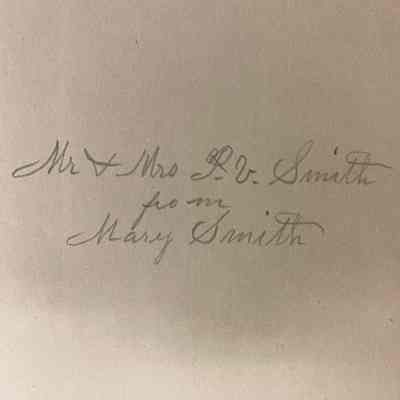 Mr & Mrs P. V. Smith
from
Mary Smith